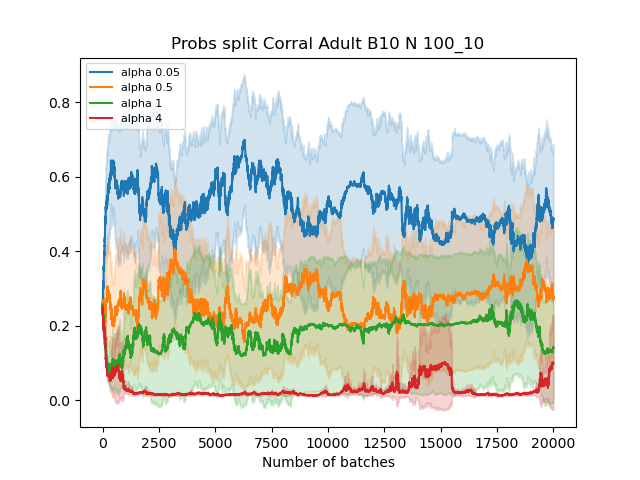 Probs split Corral Adult B10 N 100_10
alpha 0.05
alpha 0.5
alpha 1
alpha 4
0.8
0.6
0.4
0.2
0.0
0 2500 5000 7500 10000 12500 15000 17500 20000
Number of batches